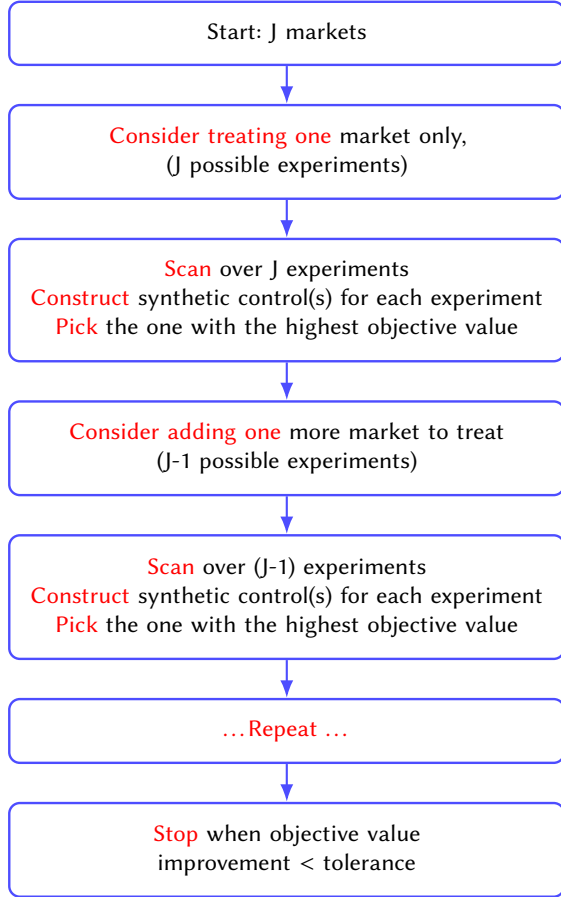 Start: J markets
Consider treating one market only,
(J possible experiments)
Scan over J experiments
Construct synthetic control(s) for each experiment
Pick the one with the highest objective value
Consider adding one more market to treat
(J-1 possible experiments)
Scan over (J-1) experiments
Construct synthetic control(s) for each experiment
Pick the one with the highest objective value
...Repeat ...
Stop when objective value
improvement < tolerance